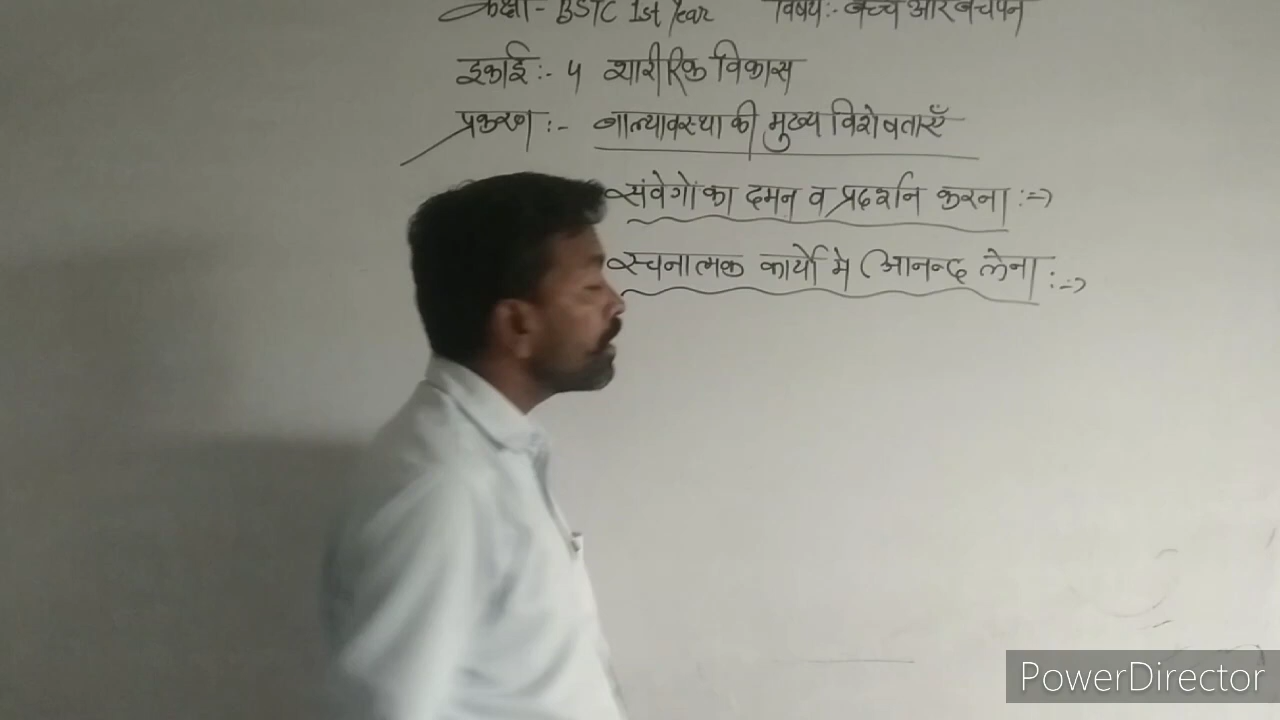 कक्षा - BSTC 1st Year विषय:- बच्चे और बचपन
इकाई:- 5 शारीरिक विकास
प्रकरण :- बाल्यावस्था की मुख्य विशेषताएँ
संवेगों का दमन व प्रदर्शन करना :->
रचनात्मक कार्यों मे आनन्द लेना :->
PowerDirector